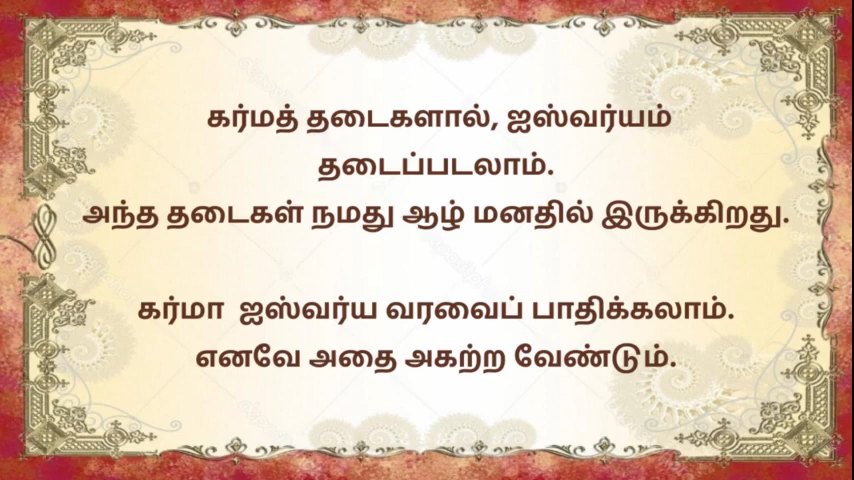 கர்மத் தடைகளால், ஐஸ்வர்யம்
தடைப்படலாம்.
அந்த தடைகள் நமது ஆழ் மனதில் இருக்கிறது.
கர்மா ஐஸ்வர்ய வரவைப் பாதிக்கலாம்.
எனவே அதை அகற்ற வேண்டும்.